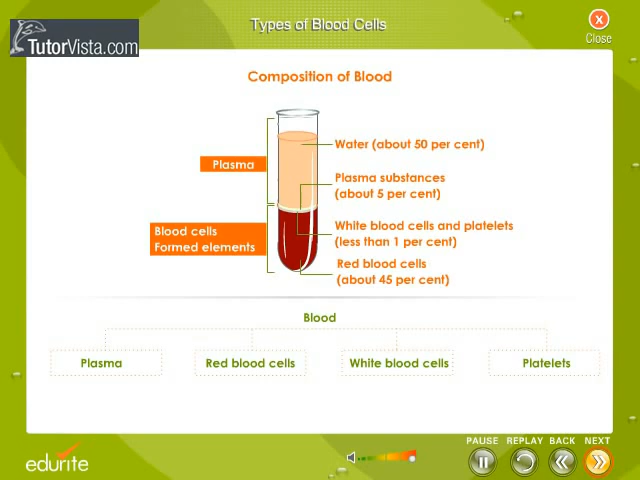 Types of Blood Cells
X
Close
TutorVista.com
Composition of Blood
Water (about 50 per cent)
Plasma
Plasma substances
(about 5 per cent)
White blood cells and platelets
(less than 1 per cent)
Blood cells
Formed elements
Red blood cells
(about 45 per cent)
Blood
Plasma
Red blood cells
White blood cells
Platelets
PAUSE REPLAY BACK NEXT
edurite